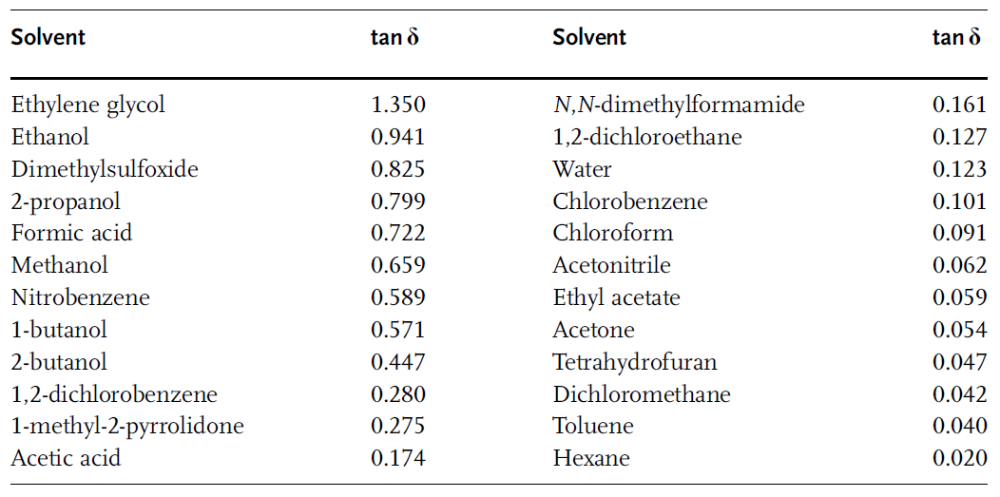 Solvent tan δ Solvent tan δ
Ethylene glycol 1.350 N,N-dimethylformamide 0.161
Ethanol 0.941 1,2-dichloroethane 0.127
Dimethylsulfoxide 0.825 Water 0.123
2-propanol 0.799 Chlorobenzene 0.101
Formic acid 0.722 Chloroform 0.091
Methanol 0.659 Acetonitrile 0.062
Nitrobenzene 0.589 Ethyl acetate 0.059
1-butanol 0.571 Acetone 0.054
2-butanol 0.447 Tetrahydrofuran 0.047
1,2-dichlorobenzene 0.280 Dichloromethane 0.042
1-methyl-2-pyrrolidone 0.275 Toluene 0.040
Acetic acid 0.174 Hexane 0.020